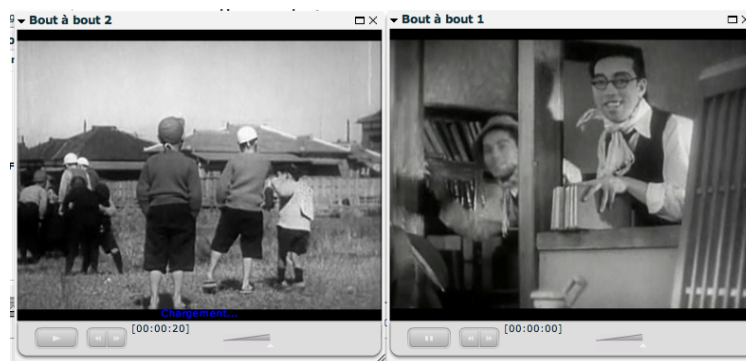 Bout à bout 2
Chargement...
[00:00:20]
Bout à bout 1
[00:00:00]